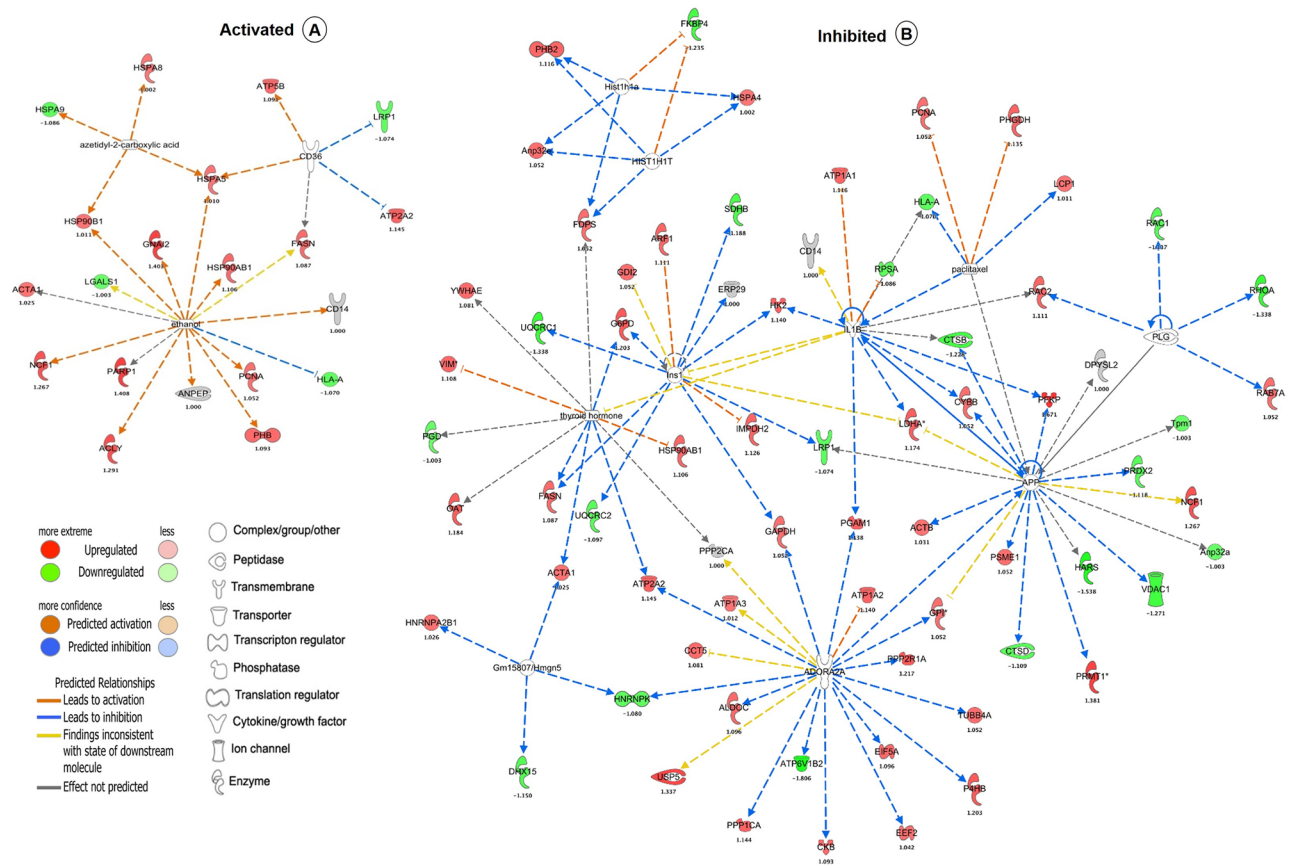 Activated A
HSPA8
1.002
HSPA9
-1.086
azetidyl-2-carboxylic acid
ATP5B
LRP1
-1.074
CD36
HSPA5
1.010
HSP90B1
1.011
ATP2A2
1.145
GNAI2
FASN
1.087
HSP90AB1
1.106
LGALS1
-1.003
ACTA1
1.025
ethanol
CD14
1.000
NCF1
1.267
PARP1
1.408
ANPEP
1.000
PCNA
1.052
HLA-A
-1.070
ACLY
1.291
PHB
1.093
more extreme
less
Upregulated
Downregulated
more confidence
less
Predicted activation
Predicted inhibition
Predicted Relationships
Leads to activation
Leads to inhibition
Findings inconsistent
with state of downstream
molecule
Effect not predicted
Complex/group/other
Peptidase
Transmembrane
Transporter
Transcripton regulator
Phosphatase
Translation regulator
Cytokine/growth factor
Ion channel
Enzyme
Inhibited B
FKBP4
-1.235
PHB2
1.116
Hist1h1a
HSPA4
1.002
Anp32e
1.052
HIST1H1T
FDPS
SDHB
-1.188
ARF1
1.111
GDI2
1.052
ERP29
1.000
YWHAE
1.081
UQCRC1
-1.338
G6PD
1.203
HK2
1.140
VIM*
1.108
Ins1
thyroid hormone
PGD
-1.003
IMPDH2
1.126
HSP90AB1
1.106
LRP1
-1.074
OAT
1.184
FASN
1.087
UQCRC2
-1.097
PPP2CA
1.000
GAPDH
PGAM1
ATP1A1
1.116
CD14
1.000
HLA-A
RPSA
-1.086
PCNA
1.052
PHGDH
paclitaxel
LCP1
1.011
RAC1
RAC2
1.111
RHOA
-1.338
IL1B
CTSB
PLG
DPYSL2
1.000
RAB7A
1.052
CYBB
1.052
PFKP
1.671
LDHA*
1.174
Tpm1
-1.003
APP
PRDX2
-1.118
NCF1
1.267
ACTB
1.031
PSME1
1.052
HARS
-1.538
Anp32a
-1.003
VDAC1
-1.271
ACTA1
1.025
ATP2A2
1.145
ATP1A3
1.012
ATP1A2
1.140
GPI*
1.052
CTSD
-1.109
PRMT1*
1.381
HNRNPA2B1
1.026
CCT5
1.081
Gm15807/Hmgn5
ADORA2A
PPP2R1A
1.217
HNRNPK
-1.080
ALDOC
1.096
TUBB4A
1.052
DHX15
-1.150
USP5
1.337
ATP6V1B2
-1.806
EIF5A
1.096
P4HB
1.203
PPP1CA
1.144
CKB
1.093
EEF2
1.042